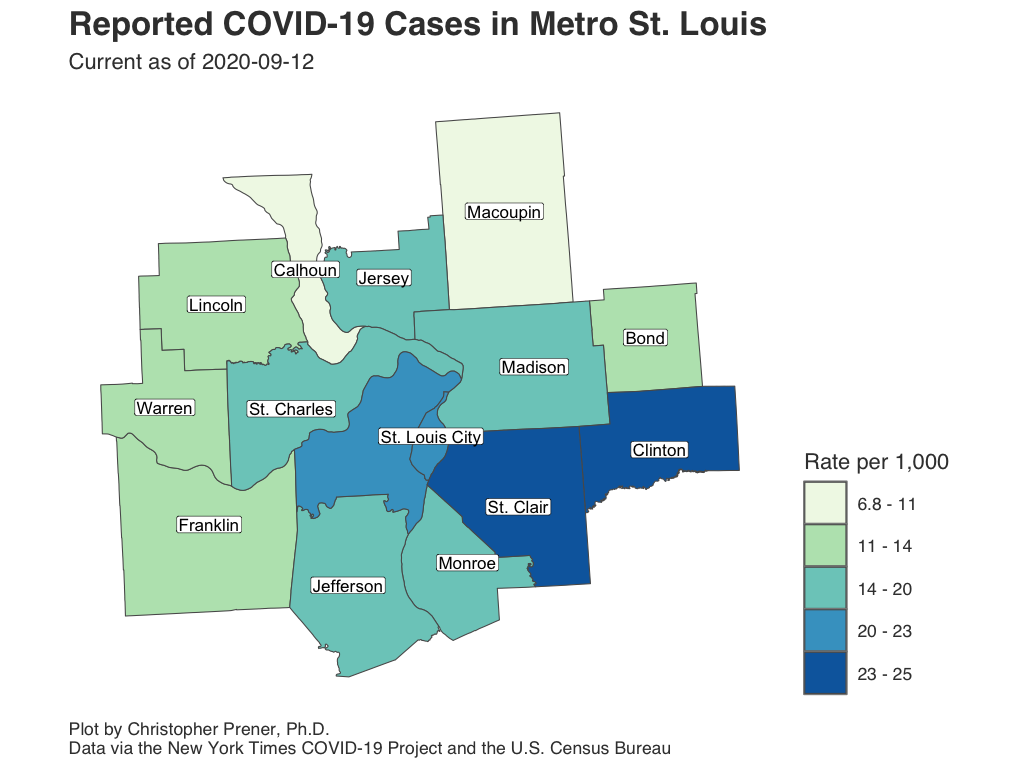 Reported COVID-19 Cases in Metro St. Louis
Current as of 2020-09-12
Macoupin
Calhoun
Jersey
Lincoln
Bond
Madison
Warren
St. Charles
St. Louis City
Clinton
St. Clair
Franklin
Monroe
Jefferson
Rate per 1,000
6.8 - 11
11 - 14
14 - 20
20 - 23
23 - 25
Plot by Christopher Prener, Ph.D.
Data via the New York Times COVID-19 Project and the U.S. Census Bureau